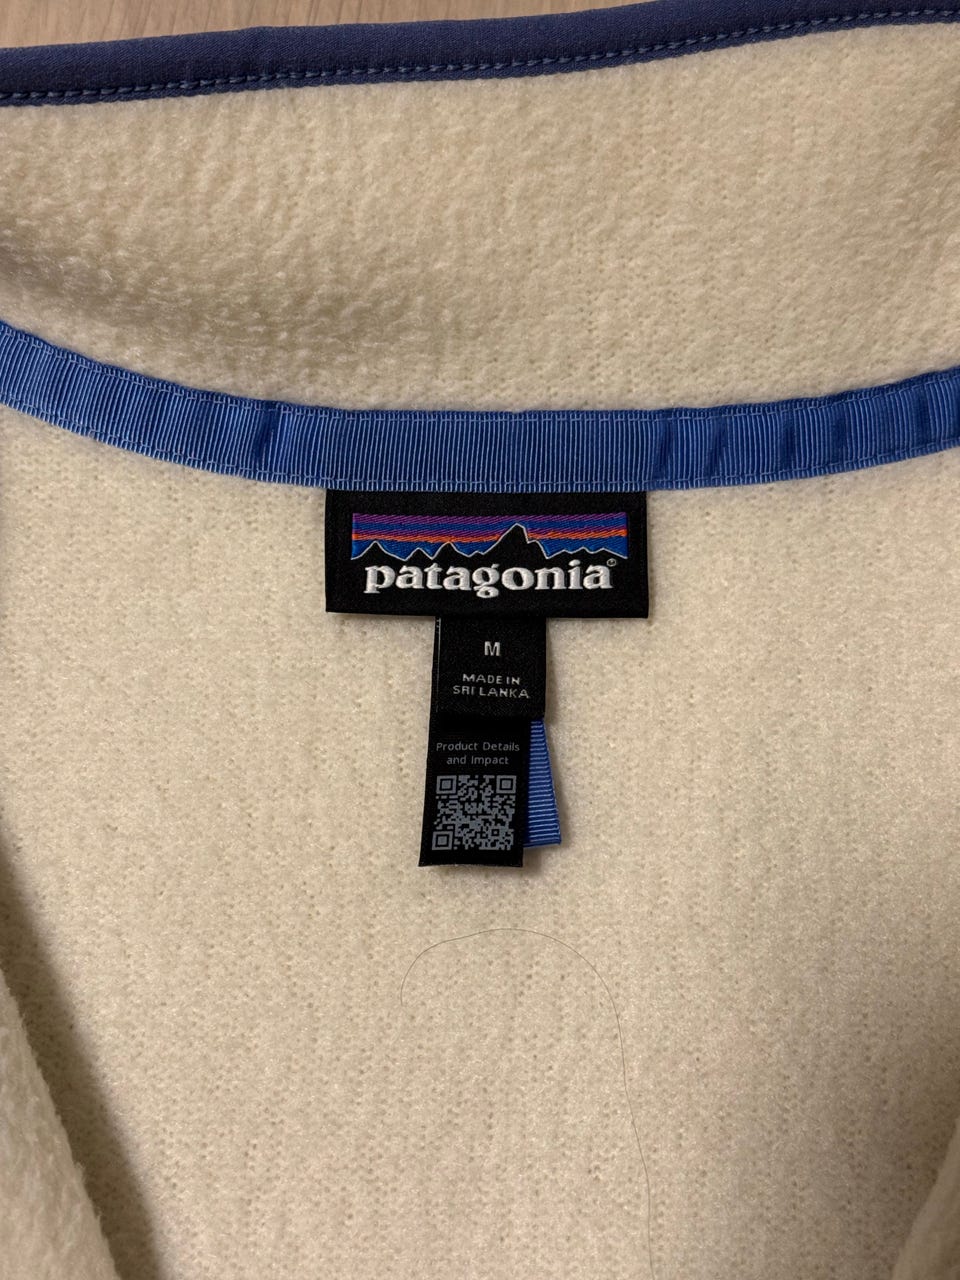 patagonia®
M
MADE IN
SRI LANKA
Product Details
and Impact